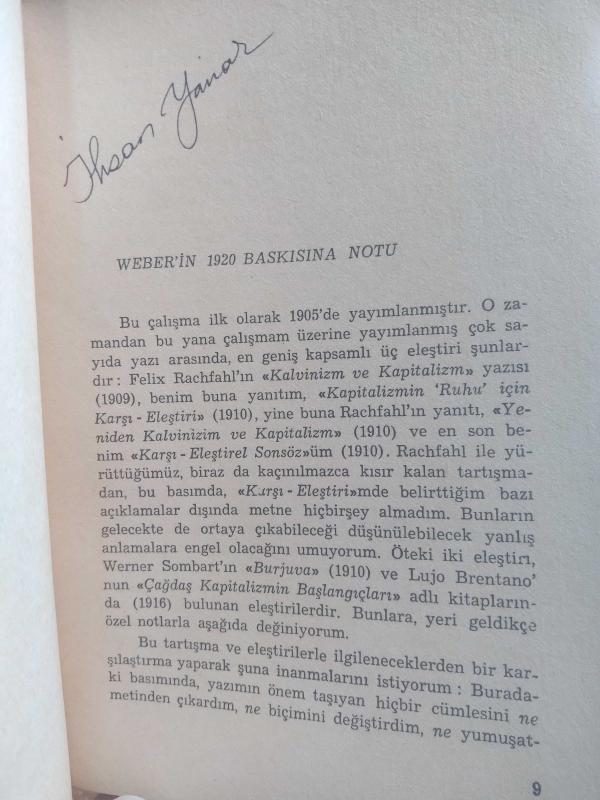 İhsan Yanar
WEBER'İN 1920 BASKISINA NOTU
Bu çalışma ilk olarak 1905'de yayımlanmıştır. O za-
mandan bu yana çalışmam üzerine yayımlanmış çok sa-
yıda yazı arasında, en geniş kapsamlı üç eleştiri şunlar-
dır: Felix Rachfahl'ın «Kalvinizm ve Kapitalizm» yazısı
(1909), benim buna yanıtım, «Kapitalizmin 'Ruhu' için
Karşı-Eleştiri» (1910), yine buna Rachfahl'ın yanıtı, «Ye-
niden Kalvinizim ve Kapitalizm» (1910) ve en son be-
nim «Karşı-Eleştirel Sonsöz»üm (1910). Rachfahl ile yü-
rüttüğümüz, biraz da kaçınılmazca kısır kalan tartışma-
dan, bu basımda, «Karşı-Eleştiri»mde belirttiğim bazı
açıklamalar dışında metne hiçbirşey almadım. Bunların
gelecekte de ortaya çıkabileceği düşünülebilecek yanlış
anlamalara engel olacağını umuyorum. Öteki iki eleştiri,
Werner Sombart'ın «Burjuva» (1910) ve Lujo Brentano'
nun «Çağdaş Kapitalizmin Başlangıçları» adlı kitapların-
da (1916) bulunan eleştirilerdir. Bunlara, yeri geldikçe
özel notlarla aşağıda değiniyorum.
Bu tartışma ve eleştirilerle ilgileneceklerden bir kar-
şılaştırma yaparak şuna inanmalarını istiyorum: Burada-
ki basımında, yazımın önem taşıyan hiçbir cümlesini ne
metinden çıkardım, ne biçimini değiştirdim, ne yumuşat-
9